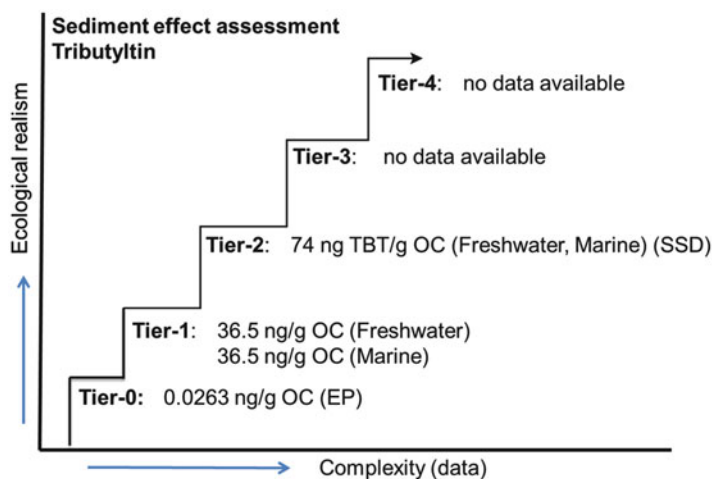 Sediment effect assessment
Tributyltin
Tier-4: no data available
Tier-3: no data available
Tier-2: 74 ng TBT/g OC (Freshwater, Marine) (SSD)
Tier-1: 36.5 ng/g OC (Freshwater)
36.5 ng/g OC (Marine)
Tier-0: 0.0263 ng/g OC (EP)
Ecological realism
Complexity (data)